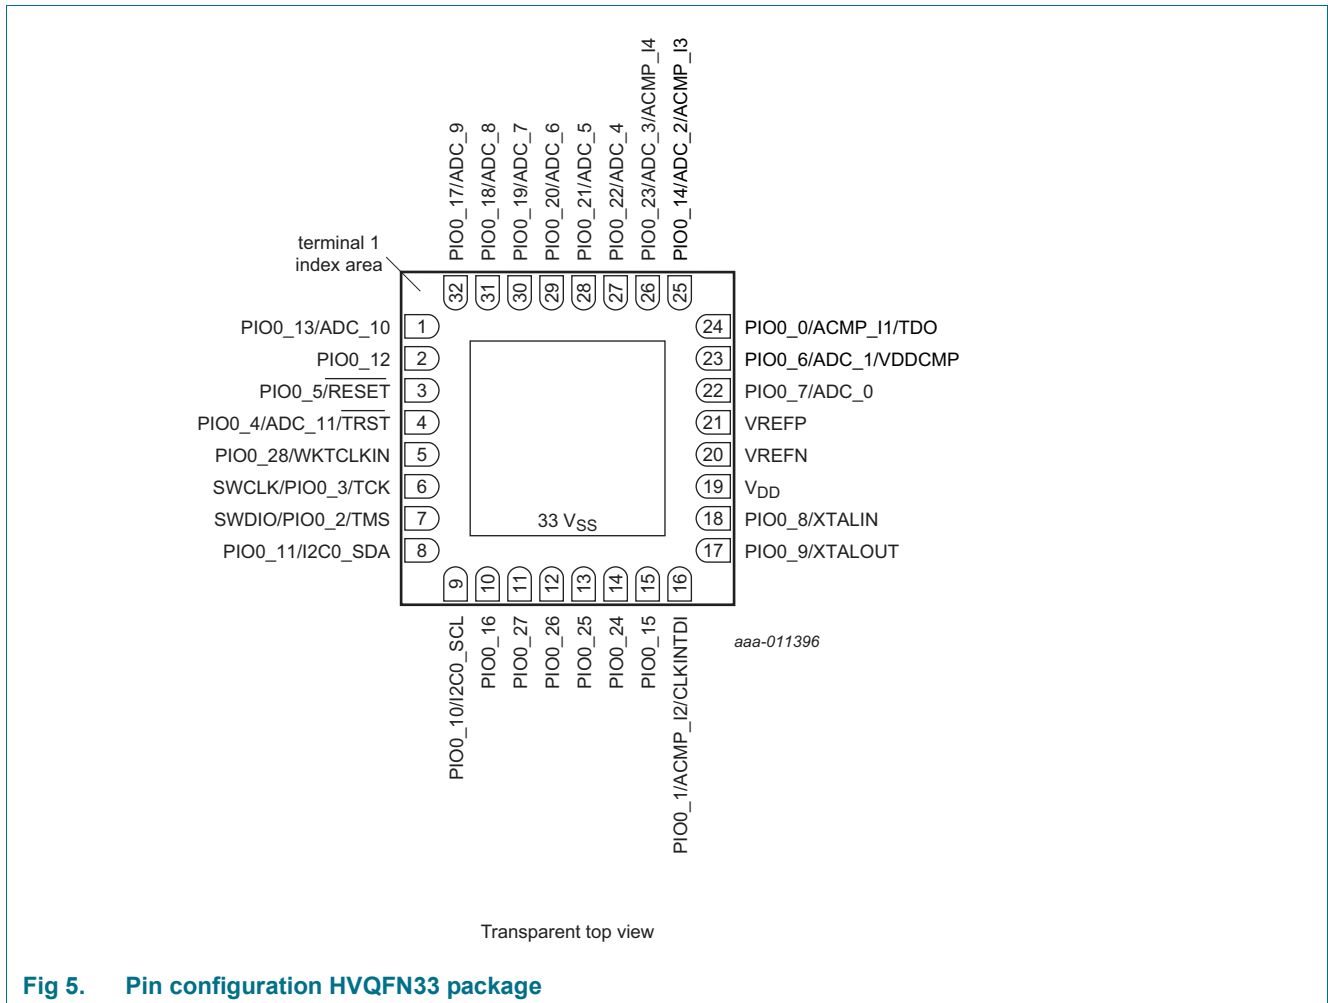 PIO0_17/ADC_9
PIO0_18/ADC_8
PIO0_19/ADC_7
PIO0_20/ADC_6
PIO0_21/ADC_5
PIO0_22/ADC_4
PIO0_23/ADC_3/ACMP_I4
PIO0_14/ADC_2/ACMP_I3
terminal 1
index area
32
31
30
29
28
27
26
25
PIO0_13/ADC_10 1
PIO0_12 2
PIO0_5/RESET 3
PIO0_4/ADC_11/TRST 4
PIO0_28/WKTCLKIN 5
SWCLK/PIO0_3/TCK 6
SWDIO/PIO0_2/TMS 7
PIO0_11/I2C0_SDA 8
24 PIO0_0/ACMP_I1/TDO
23 PIO0_6/ADC_1/VDDCMP
22 PIO0_7/ADC_0
21 VREFP
20 VREFN
19 VDD
18 PIO0_8/XTALIN
17 PIO0_9/XTALOUT
33 VSS
9
10
11
12
13
14
15
16
PIO0_10/I2C0_SCL
PIO0_16
PIO0_27
PIO0_26
PIO0_25
PIO0_24
PIO0_15
PIO0_1/ACMP_I2/CLKINTDI
aaa-011396
Transparent top view
Fig 5. Pin configuration HVQFN33 package